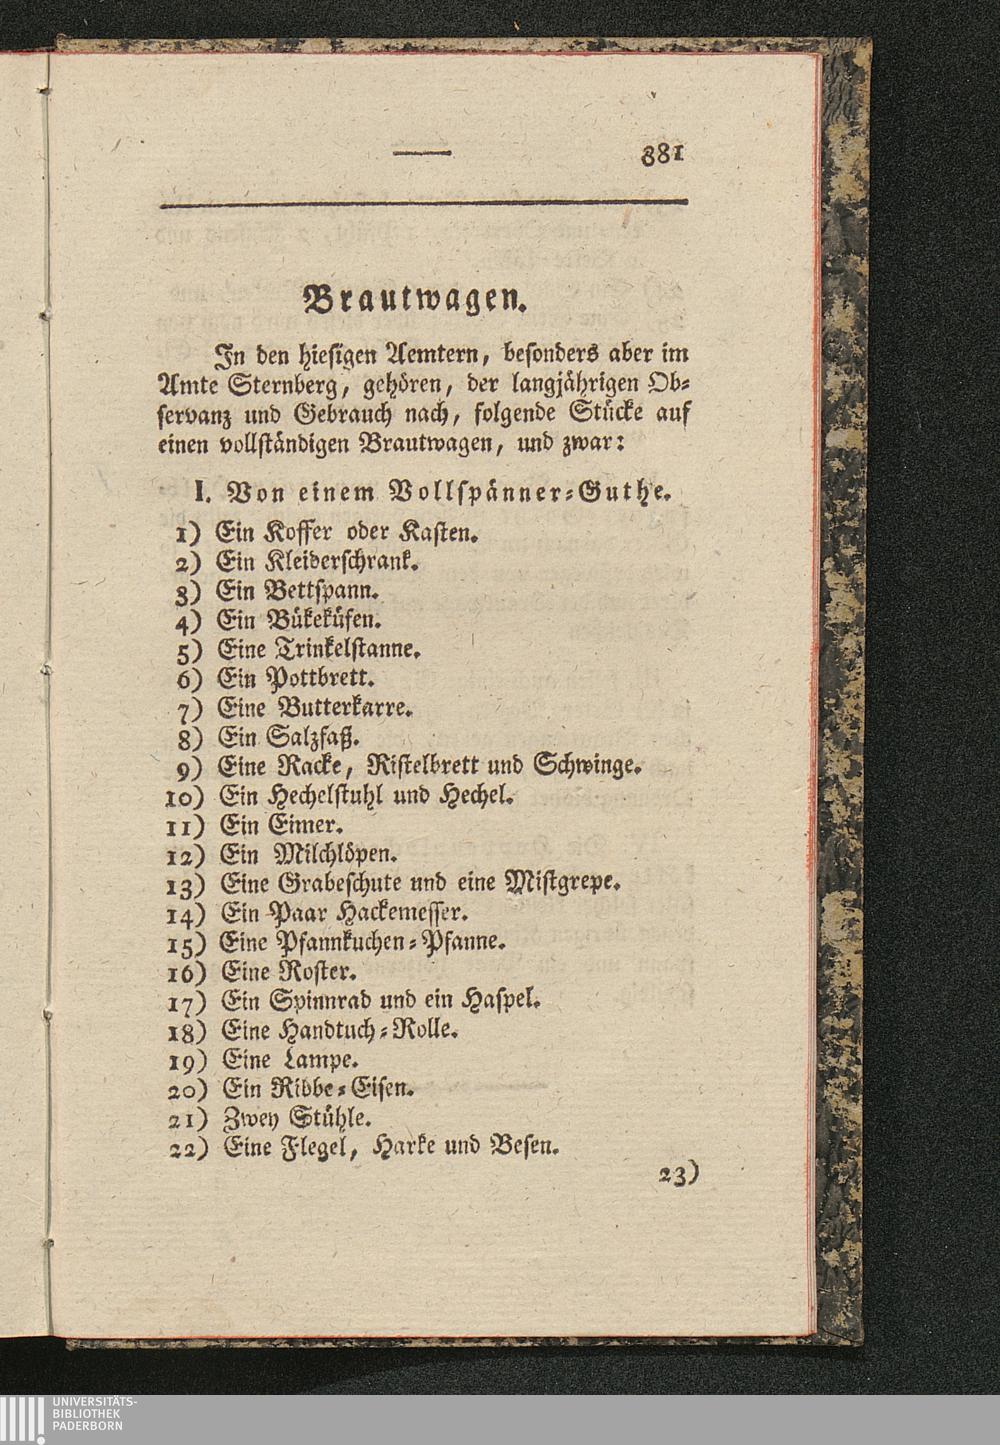 381
Brautwagen.
In den hiesigen Aemtern, besonders aber im
Amte Sternberg, gehören, der langjährigen Ob-
servanz und Gebrauch nach, folgende Stücke auf
einen vollständigen Brautwagen, und zwar:
I. Von einem Vollspänner-Guthe.
1) Ein Koffer oder Kasten.
2) Ein Kleiderschrank.
3) Ein Bettspann.
4) Ein Bükeküfen.
5) Eine Trinkelstanne.
6) Ein Pottbrett.
7) Eine Butterkarre.
8) Ein Salzfaß.
9) Eine Racke, Ristelbrett und Schwinge.
10) Ein Hechelstuhl und Hechel.
11) Ein Eimer.
12) Ein Milchlöpen.
13) Eine Grabeschute und eine Mistgrepe.
14) Ein Paar Hackemesser.
15) Eine Pfannkuchen-Pfanne.
16) Eine Roster.
17) Ein Spinnrad und ein Haspel.
18) Eine Handtuch-Rolle.
19) Eine Lampe.
20) Ein Ribbe-Eisen.
21) Zwey Stühle.
22) Eine Flegel, Harke und Besen.
23)
UNIVERSITÄTS-
BIBLIOTHEK
PADERBORN